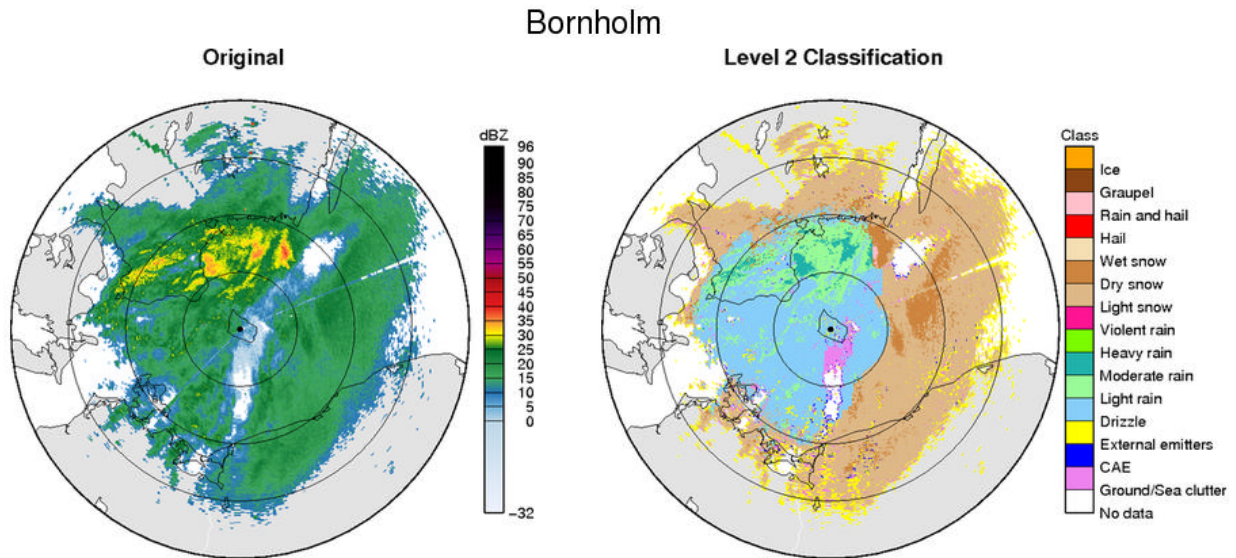 Bornholm
Original
Level 2 Classification
dBZ
96
90
85
80
75
70
65
60
55
50
45
40
35
30
25
20
15
10
5
0
−32
Class
Ice
Graupel
Rain and hail
Hail
Wet snow
Dry snow
Light snow
Violent rain
Heavy rain
Moderate rain
Light rain
Drizzle
External emitters
CAE
Ground/Sea clutter
No data